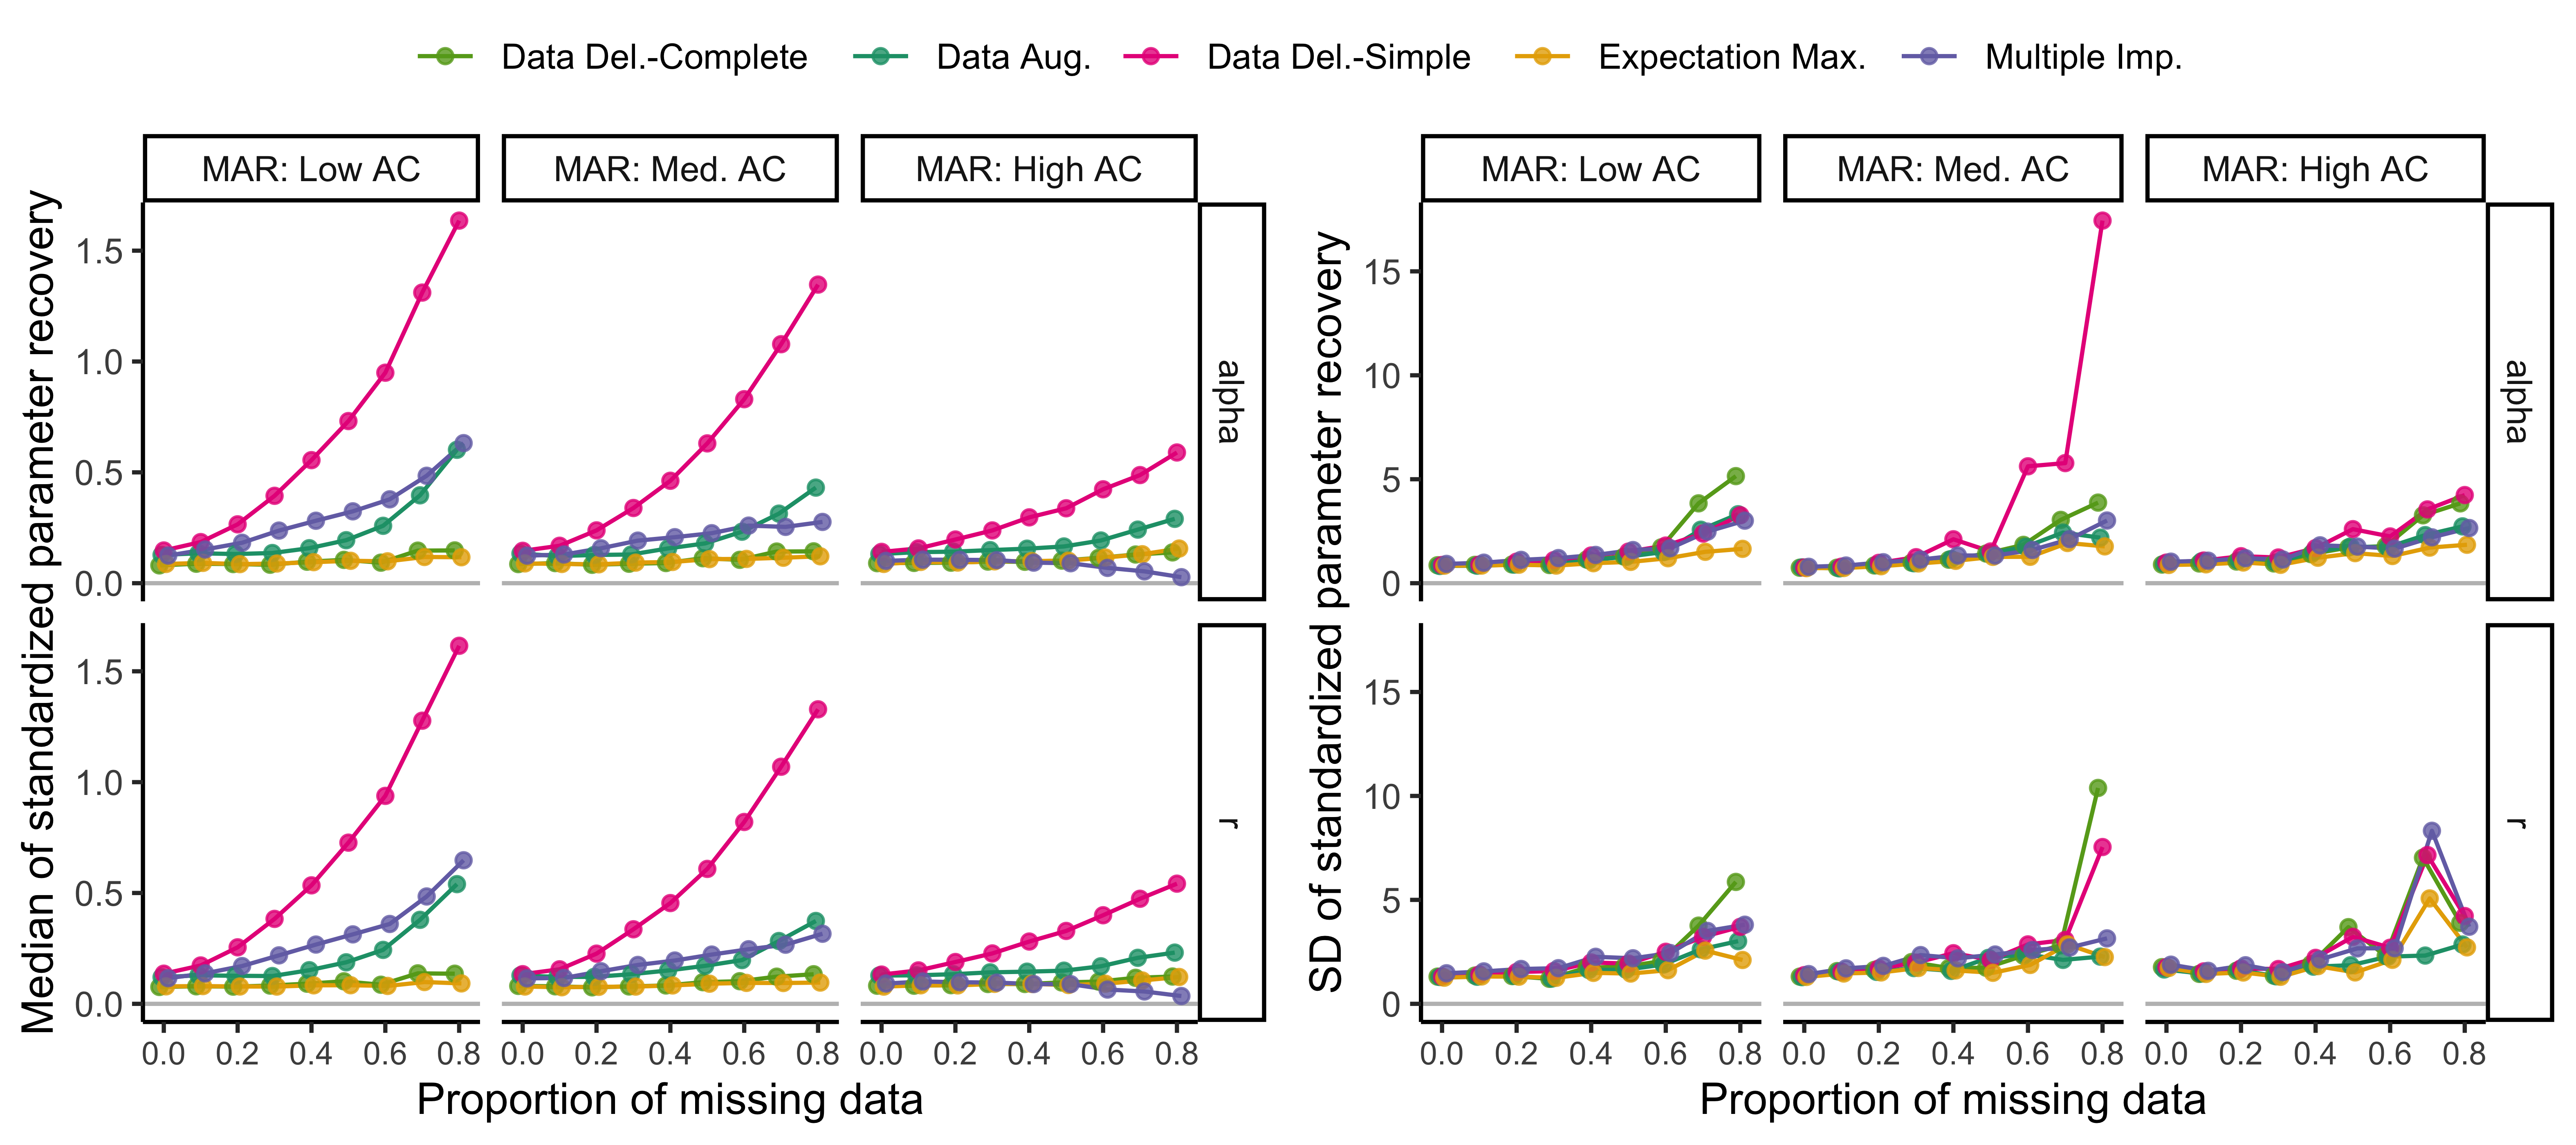 Data Del.-Complete Data Aug. Data Del.-Simple Expectation Max. Multiple Imp.
MAR: Low AC MAR: Med. AC MAR: High AC
Median of standardized parameter recovery
1.5
1.0
0.5
0.0
alpha
1.5
1.0
0.5
0.0
r
0.0 0.2 0.4 0.6 0.8 0.0 0.2 0.4 0.6 0.8 0.0 0.2 0.4 0.6 0.8
Proportion of missing data
MAR: Low AC MAR: Med. AC MAR: High AC
SD of standardized parameter recovery
15
10
5
0
alpha
15
10
5
0
r
0.0 0.2 0.4 0.6 0.8 0.0 0.2 0.4 0.6 0.8 0.0 0.2 0.4 0.6 0.8
Proportion of missing data